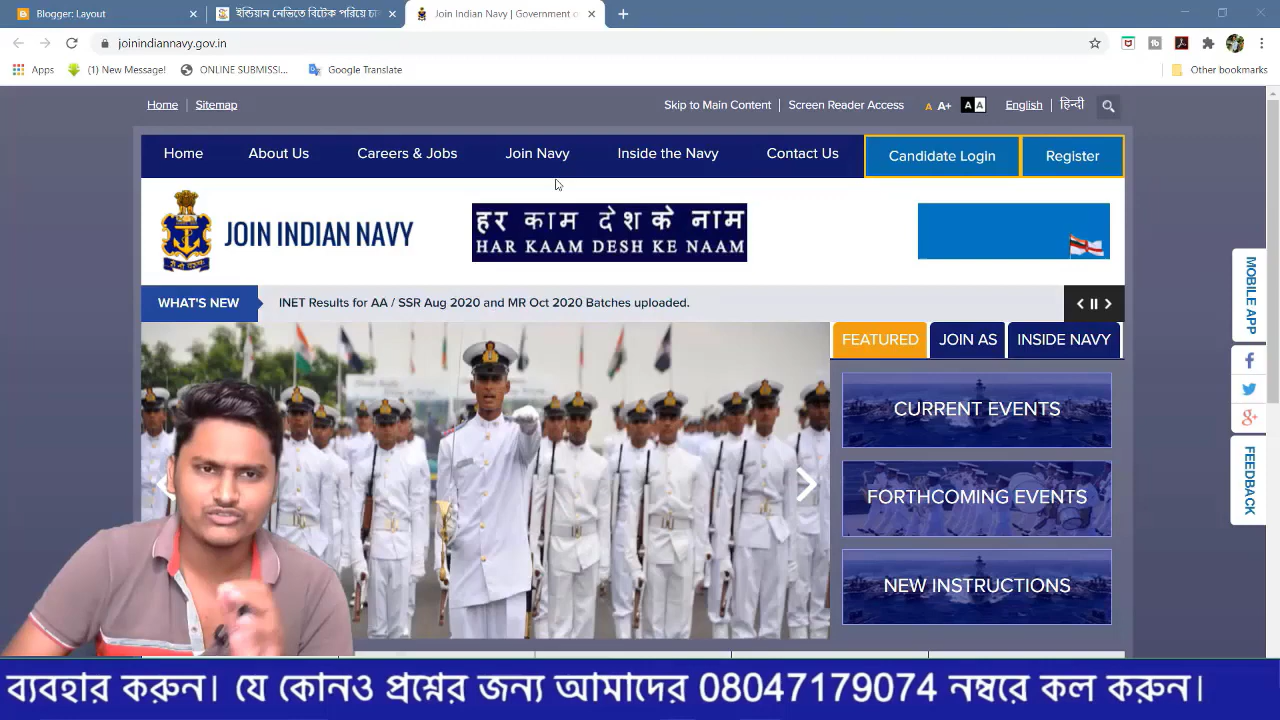 Blogger: Layout
ইন্ডিয়ান নেভিতে বিটেক পরিয়ে চা
Join Indian Navy | Government o
joinindiannavy.gov.in
Apps
(1) New Message!
ONLINE SUBMISSI...
Google Translate
Other bookmarks
Home
Sitemap
Skip to Main Content
Screen Reader Access
A A+ A A
English
हिन्दी
Home
About Us
Careers & Jobs
Join Navy
Inside the Navy
Contact Us
Candidate Login
Register
JOIN INDIAN NAVY
हर काम देश के नाम
HAR KAAM DESH KE NAAM
WHAT'S NEW
INET Results for AA / SSR Aug 2020 and MR Oct 2020 Batches uploaded.
FEATURED
JOIN AS
INSIDE NAVY
CURRENT EVENTS
FORTHCOMING EVENTS
NEW INSTRUCTIONS
MOBILE APP
FEEDBACK
ব্যবহার করুন। যে কোনও প্রশ্নের জন্য আমাদের 08047179074 নম্বরে কল করুন।